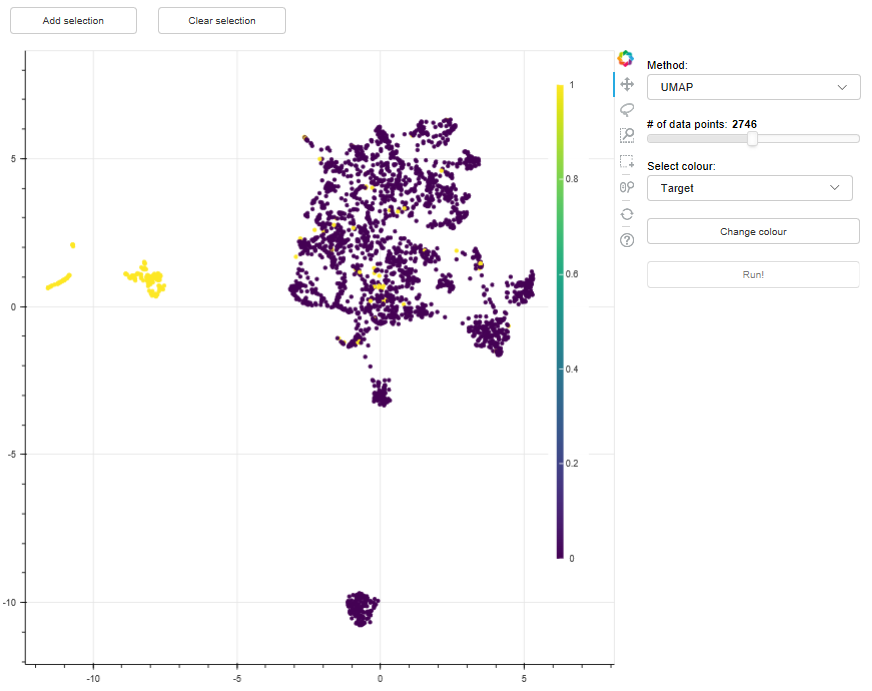 Add selection
Clear selection
Method:
UMAP
# of data points: 2746
Select colour:
Target
Change colour
Run!
1
0.8
0.6
0.4
0.2
0
5
0
-5
-10
-10
-5
0
5